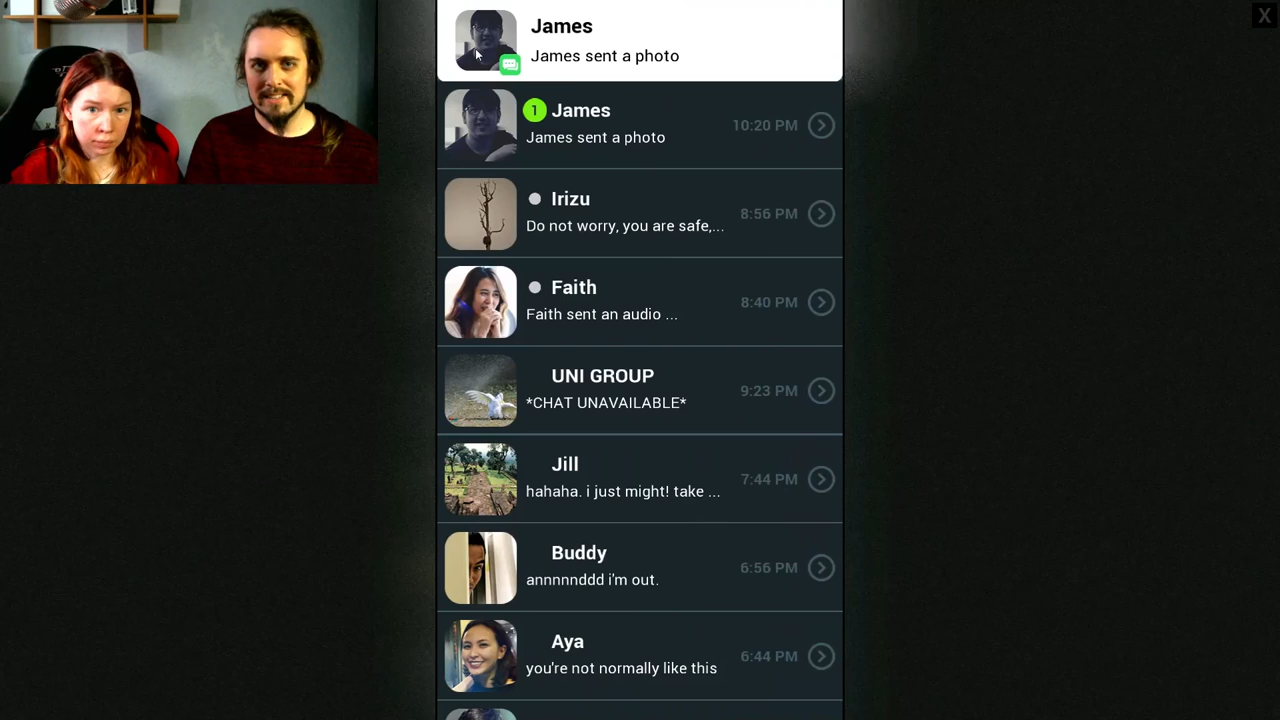 X
James
James sent a photo
1 James
James sent a photo
10:20 PM
Irizu
Do not worry, you are safe,...
8:56 PM
Faith
Faith sent an audio ...
8:40 PM
UNI GROUP
*CHAT UNAVAILABLE*
9:23 PM
Jill
hahaha. i just might! take ...
7:44 PM
Buddy
annnnnddd i'm out.
6:56 PM
Aya
you're not normally like this
6:44 PM